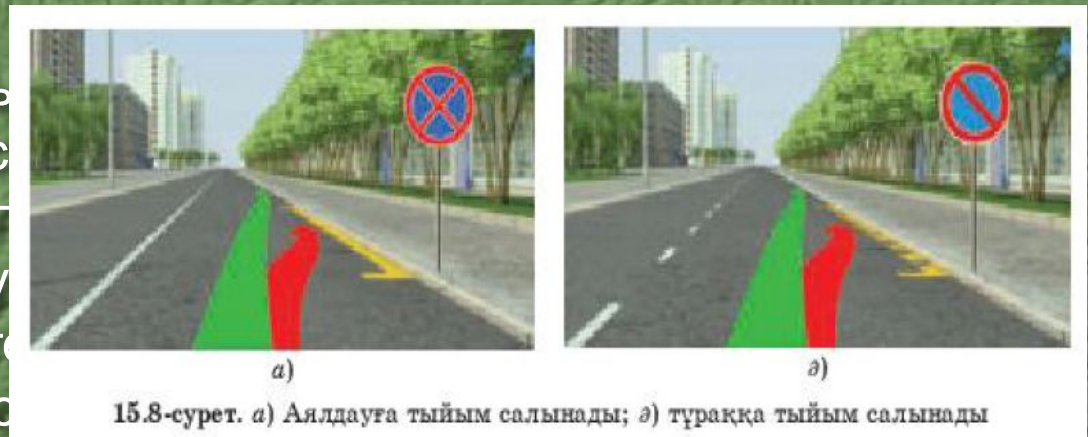 а)
ә)
15.8-сурет. а) Аялдауға тыйым салынады; ә) тұраққа тыйым салынады